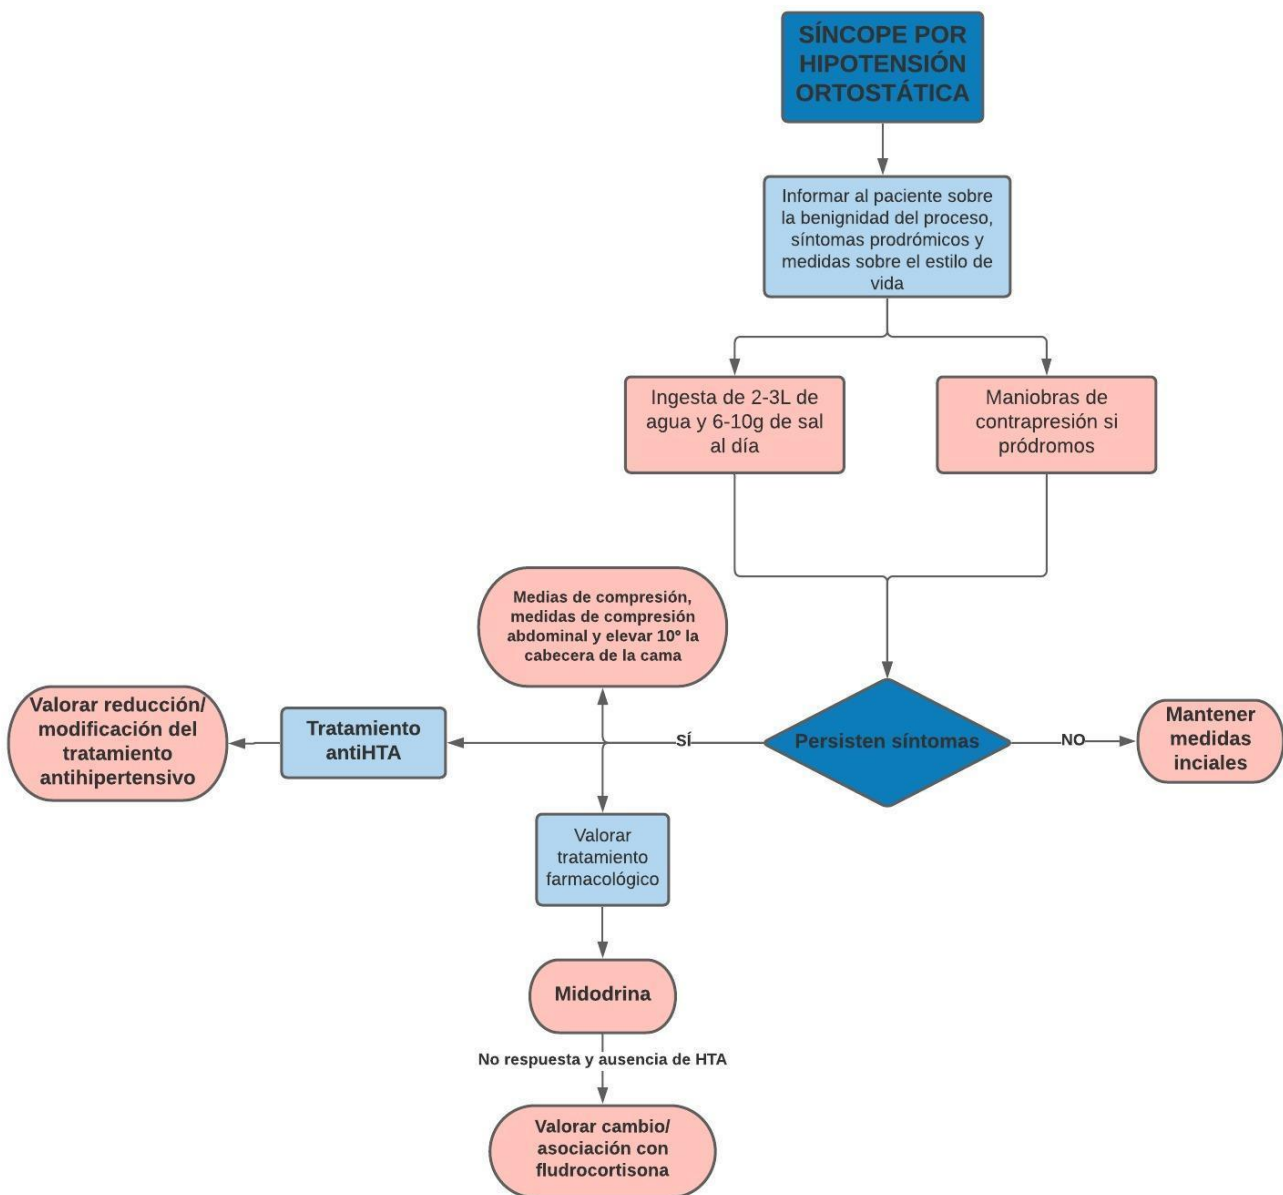 SÍNCOPE POR
HIPOTENSIÓN
ORTOSTÁTICA
Informar al paciente sobre
la benignidad del proceso,
síntomas prodrómicos y
medidas sobre el estilo de
vida
Ingesta de 2-3L de
agua y 6-10g de sal
al día
Maniobras de
contrapresión si
pródromos
Medias de compresión,
medidas de compresión
abdominal y elevar 10º la
cabecera de la cama
Valorar reducción/
modificación del
tratamiento
antihipertensivo
Tratamiento
antiHTA
SÍ
Persisten síntomas
NO
Mantener
medidas
inciales
Valorar
tratamiento
farmacológico
Midodrina
No respuesta y ausencia de HTA
Valorar cambio/
asociación con
fludrocortisona